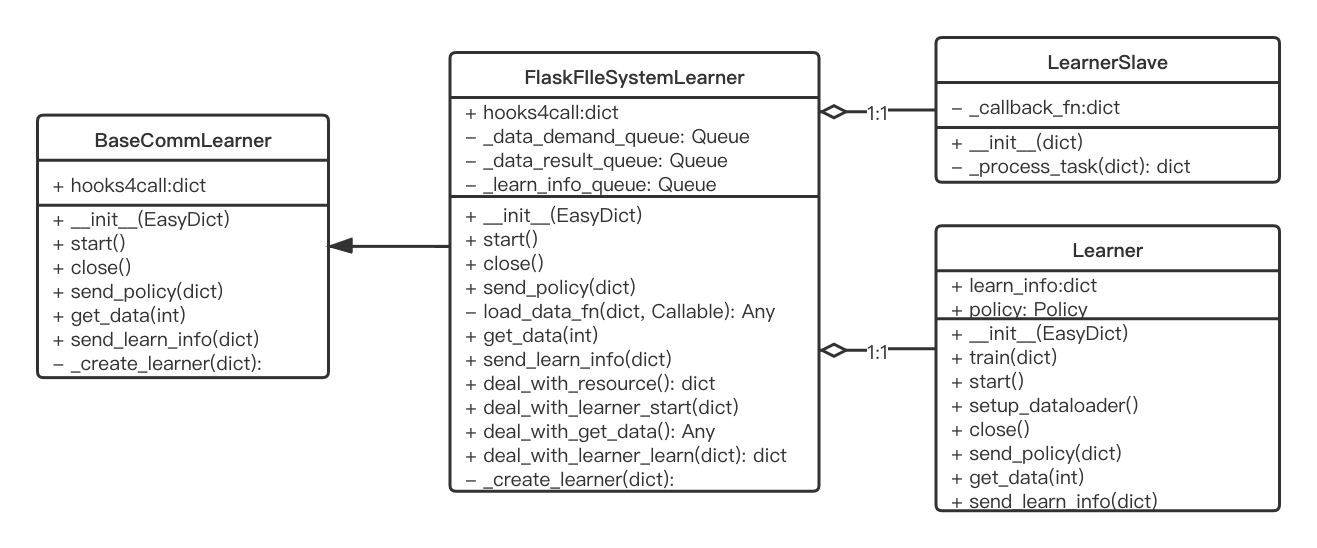 BaseCommLearner
+ hooks4call:dict
+ __init__(EasyDict)
+ start()
+ close()
+ send_policy(dict)
+ get_data(int)
+ send_learn_info(dict)
− _create_learner(dict):
FlaskFIleSystemLearner
+ hooks4call:dict
− _data_demand_queue: Queue
− _data_result_queue: Queue
− _learn_info_queue: Queue
+ __init__(EasyDict)
+ start()
+ close()
+ send_policy(dict)
− load_data_fn(dict, Callable): Any
+ get_data(int)
+ send_learn_info(dict)
+ deal_with_resource(): dict
+ deal_with_learner_start(dict)
+ deal_with_get_data(): Any
+ deal_with_learner_learn(dict): dict
− _create_learner(dict):
1:1
1:1
LearnerSlave
− _callback_fn:dict
+ __init__(dict)
− _process_task(dict): dict
Learner
+ learn_info:dict
+ policy: Policy
+ __init__(EasyDict)
+ train(dict)
+ start()
+ setup_dataloader()
+ close()
+ send_policy(dict)
+ get_data(int)
+ send_learn_info(dict)